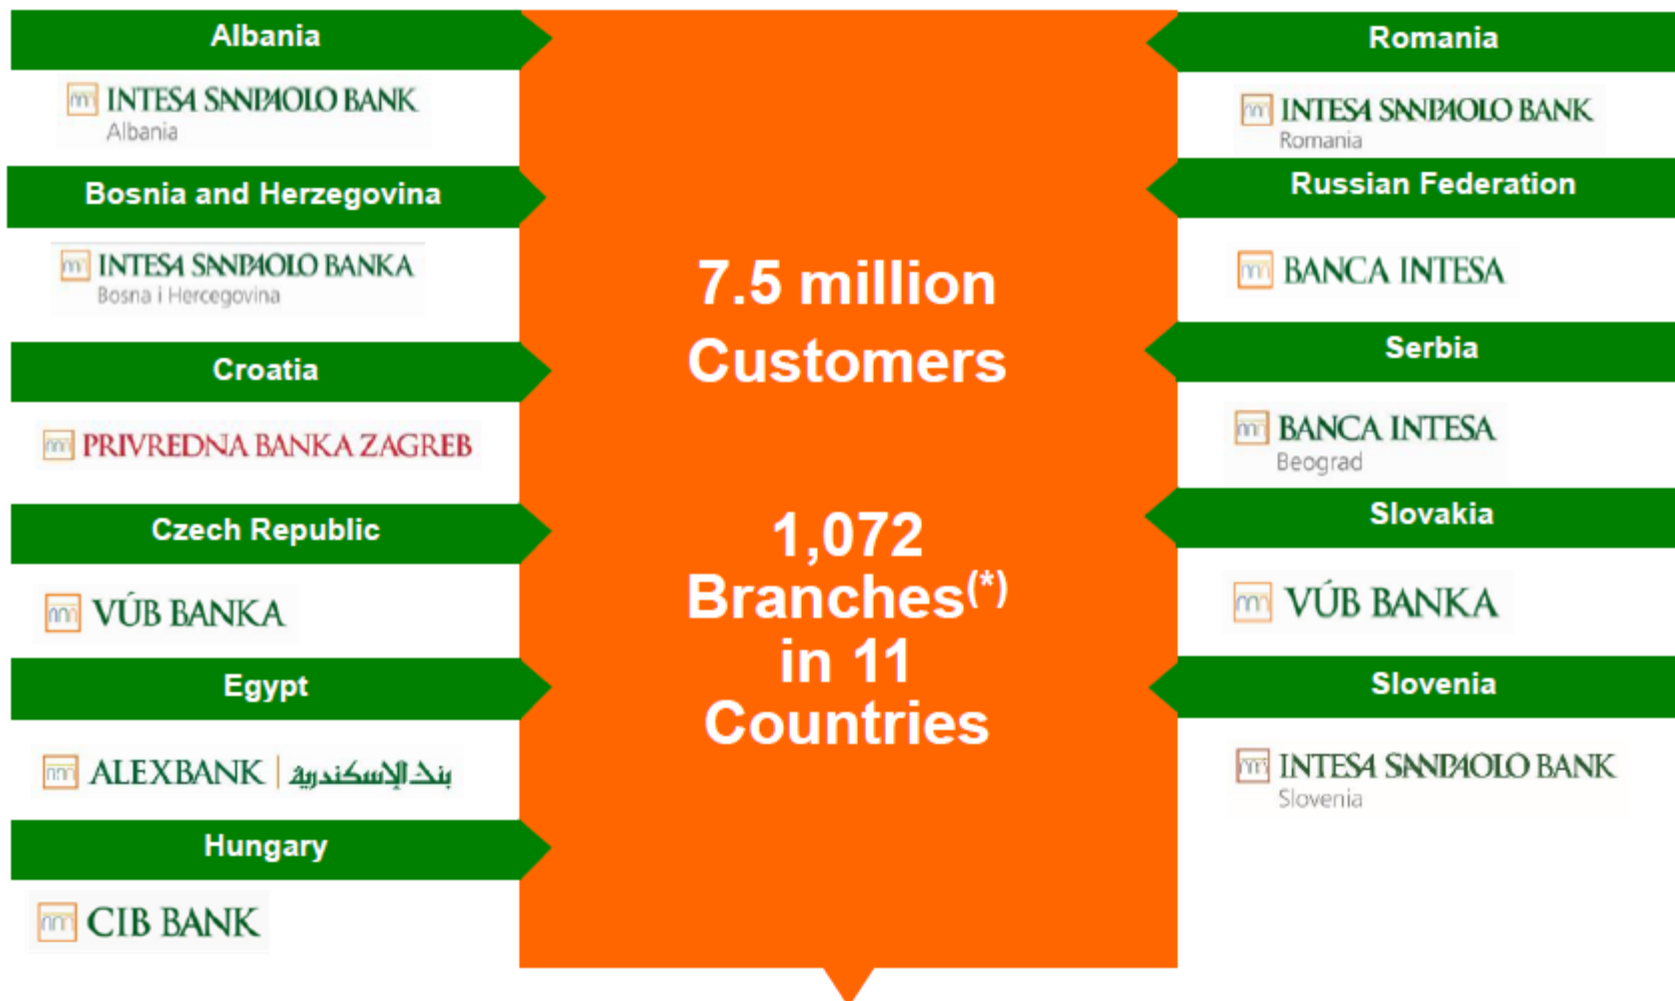 Albania
INTESA SANPAOLO BANK
Albania
Bosnia and Herzegovina
INTESA SANPAOLO BANKA
Bosna i Hercegovina
Croatia
PRIVREDNA BANKA ZAGREB
Czech Republic
VÚB BANKA
Egypt
ALEXBANK | بنك الإسكندرية
Hungary
CIB BANK
7.5 million
Customers
1,072
Branches(*)
in 11
Countries
Romania
INTESA SANPAOLO BANK
Romania
Russian Federation
BANCA INTESA
Serbia
BANCA INTESA
Beograd
Slovakia
VÚB BANKA
Slovenia
INTESA SANPAOLO BANK
Slovenia